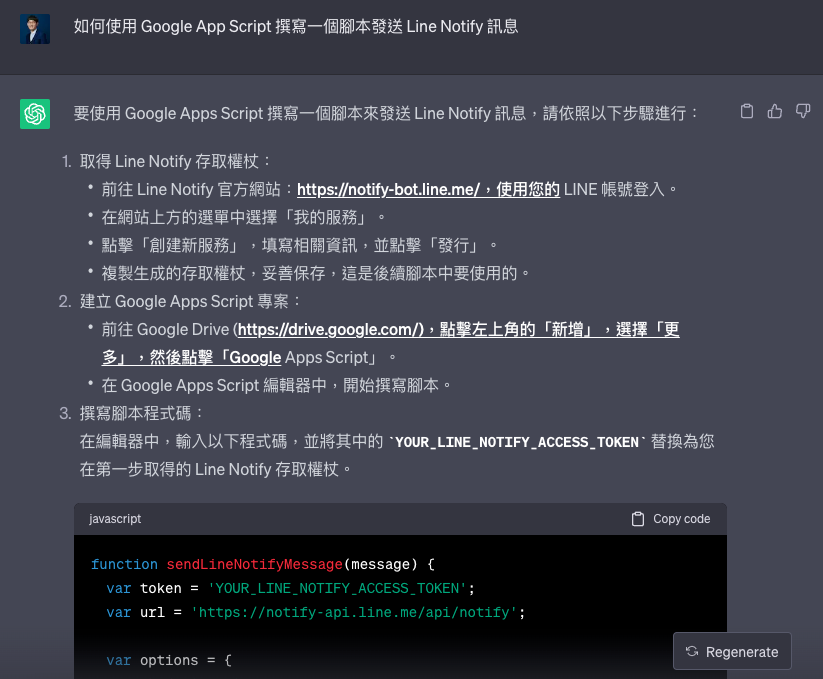 如何使用 Google App Script 撰寫一個腳本發送 Line Notify 訊息
要使用 Google Apps Script 撰寫一個腳本來發送 Line Notify 訊息，請依照以下步驟進行：
1. 取得 Line Notify 存取權杖：
• 前往 Line Notify 官方網站：https://notify-bot.line.me/，使用您的 LINE 帳號登入。
• 在網站上方的選單中選擇「我的服務」。
• 點擊「創建新服務」，填寫相關資訊，並點擊「發行」。
• 複製生成的存取權杖，妥善保存，這是後續腳本中要使用的。
2. 建立 Google Apps Script 專案：
• 前往 Google Drive (https://drive.google.com/)，點擊左上角的「新增」，選擇「更
多」，然後點擊「Google Apps Script」。
• 在 Google Apps Script 編輯器中，開始撰寫腳本。
3. 撰寫腳本程式碼：
在編輯器中，輸入以下程式碼，並將其中的 `YOUR_LINE_NOTIFY_ACCESS_TOKEN` 替換為您
在第一步取得的 Line Notify 存取權杖。
javascript Copy code
function sendLineNotifyMessage(message) {
var token = 'YOUR_LINE_NOTIFY_ACCESS_TOKEN';
var url = 'https://notify-api.line.me/api/notify';
var options = {
Regenerate